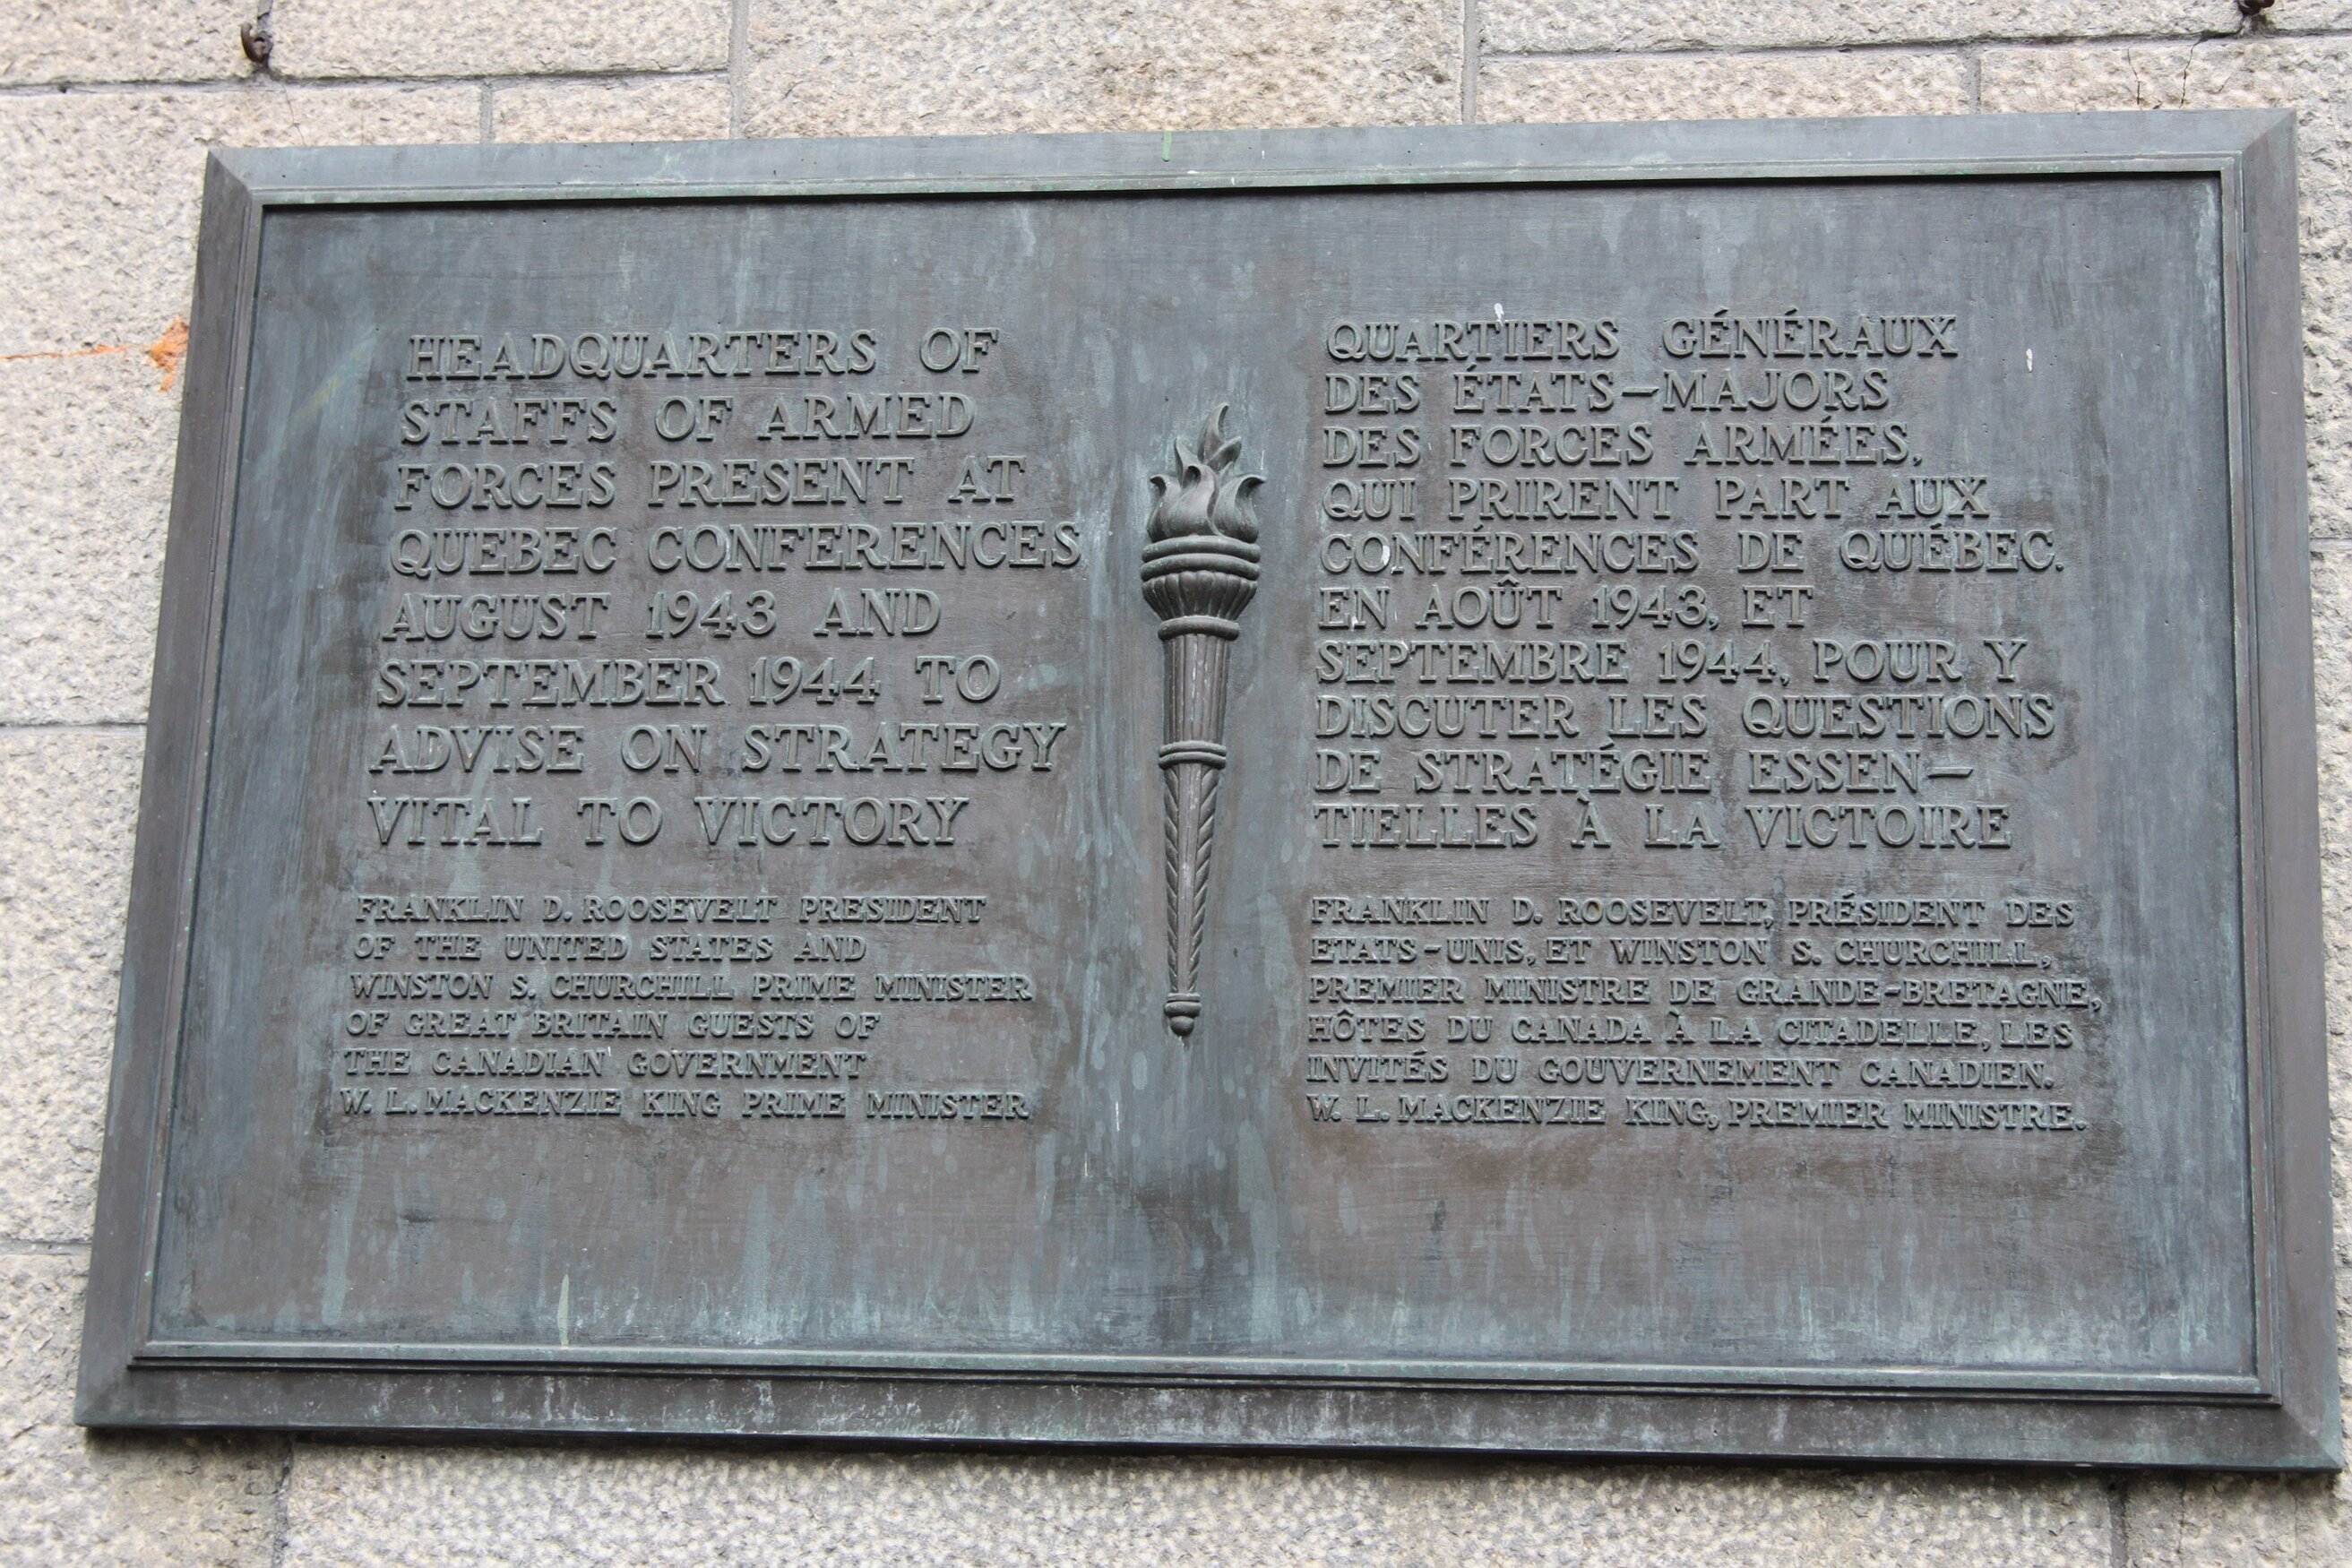 HEADQUARTERS OF
STAFFS OF ARMED
FORCES PRESENT AT
QUEBEC CONFERENCES
AUGUST 1943 AND
SEPTEMBER 1944 TO
ADVISE ON STRATEGY
VITAL TO VICTORY
FRANKLIN D. ROOSEVELT PRESIDENT
OF THE UNITED STATES AND
WINSTON S. CHURCHILL PRIME MINISTER
OF GREAT BRITAIN GUESTS OF
THE CANADIAN GOVERNMENT
W. L. MACKENZIE KING PRIME MINISTER
QUARTIERS GÉNÉRAUX
DES ÉTATS-MAJORS
DES FORCES ARMÉES,
QUI PRIRENT PART AUX
CONFÉRENCES DE QUÉBEC.
EN AOÛT 1943, ET
SEPTEMBRE 1944, POUR Y
DISCUTER LES QUESTIONS
DE STRATÉGIE ESSEN-
TIELLES À LA VICTOIRE
FRANKLIN D. ROOSEVELT, PRÉSIDENT DES
ETATS-UNIS, ET WINSTON S. CHURCHILL,
PREMIER MINISTRE DE GRANDE-BRETAGNE,
HÔTES DU CANADA À LA CITADELLE, LES
INVITÉS DU GOUVERNEMENT CANADIEN.
W. L. MACKENZIE KING, PREMIER MINISTRE.